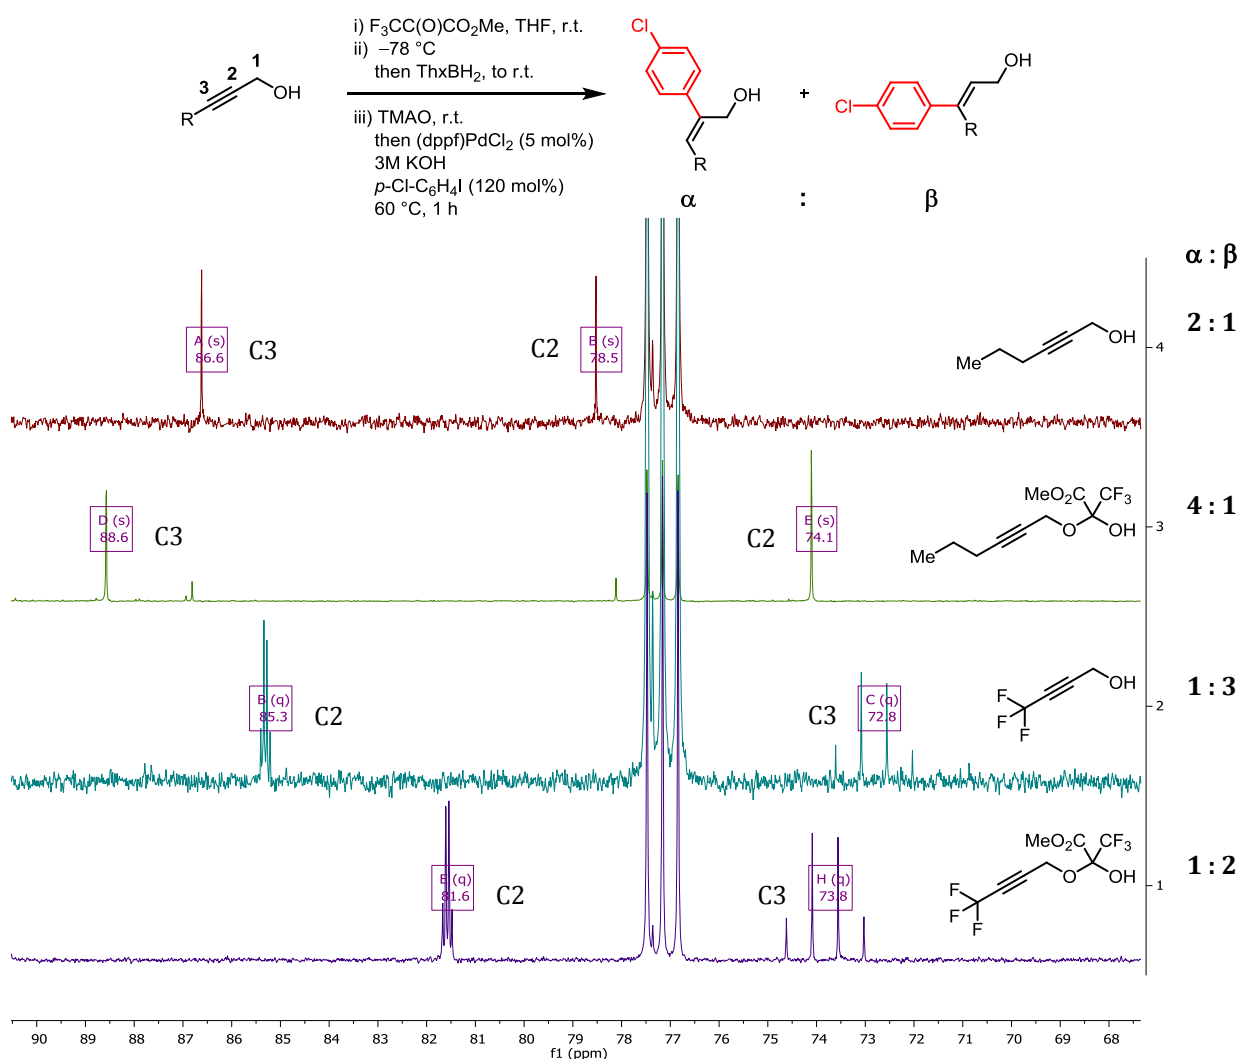 i) F₃CC(O)CO₂Me, THF, r.t.
ii) –78 °C
then ThxBH₂, to r.t.
iii) TMAO, r.t.
then (dppf)PdCl₂ (5 mol%)
3M KOH
p-Cl-C₆H₄I (120 mol%)
60 °C, 1 h
R 3 2 1 OH
Cl OH R
+
Cl OH R
α : β
α : β
A (s)
86.6
C3
C2
B (s)
78.5
Me OH
2 : 1
4
D (s)
88.6
C3
C2
E (s)
74.1
MeO₂C CF₃
O OH
Me
4 : 1
3
B (q)
85.3
C2
C3
C (q)
72.8
F F F OH
1 : 3
2
E (q)
81.6
C2
C3
H (q)
73.8
MeO₂C CF₃
O OH
F F F
1 : 2
1
90 89 88 87 86 85 84 83 82 81 80 79 78 77 76 75 74 73 72 71 70 69 68
f1 (ppm)